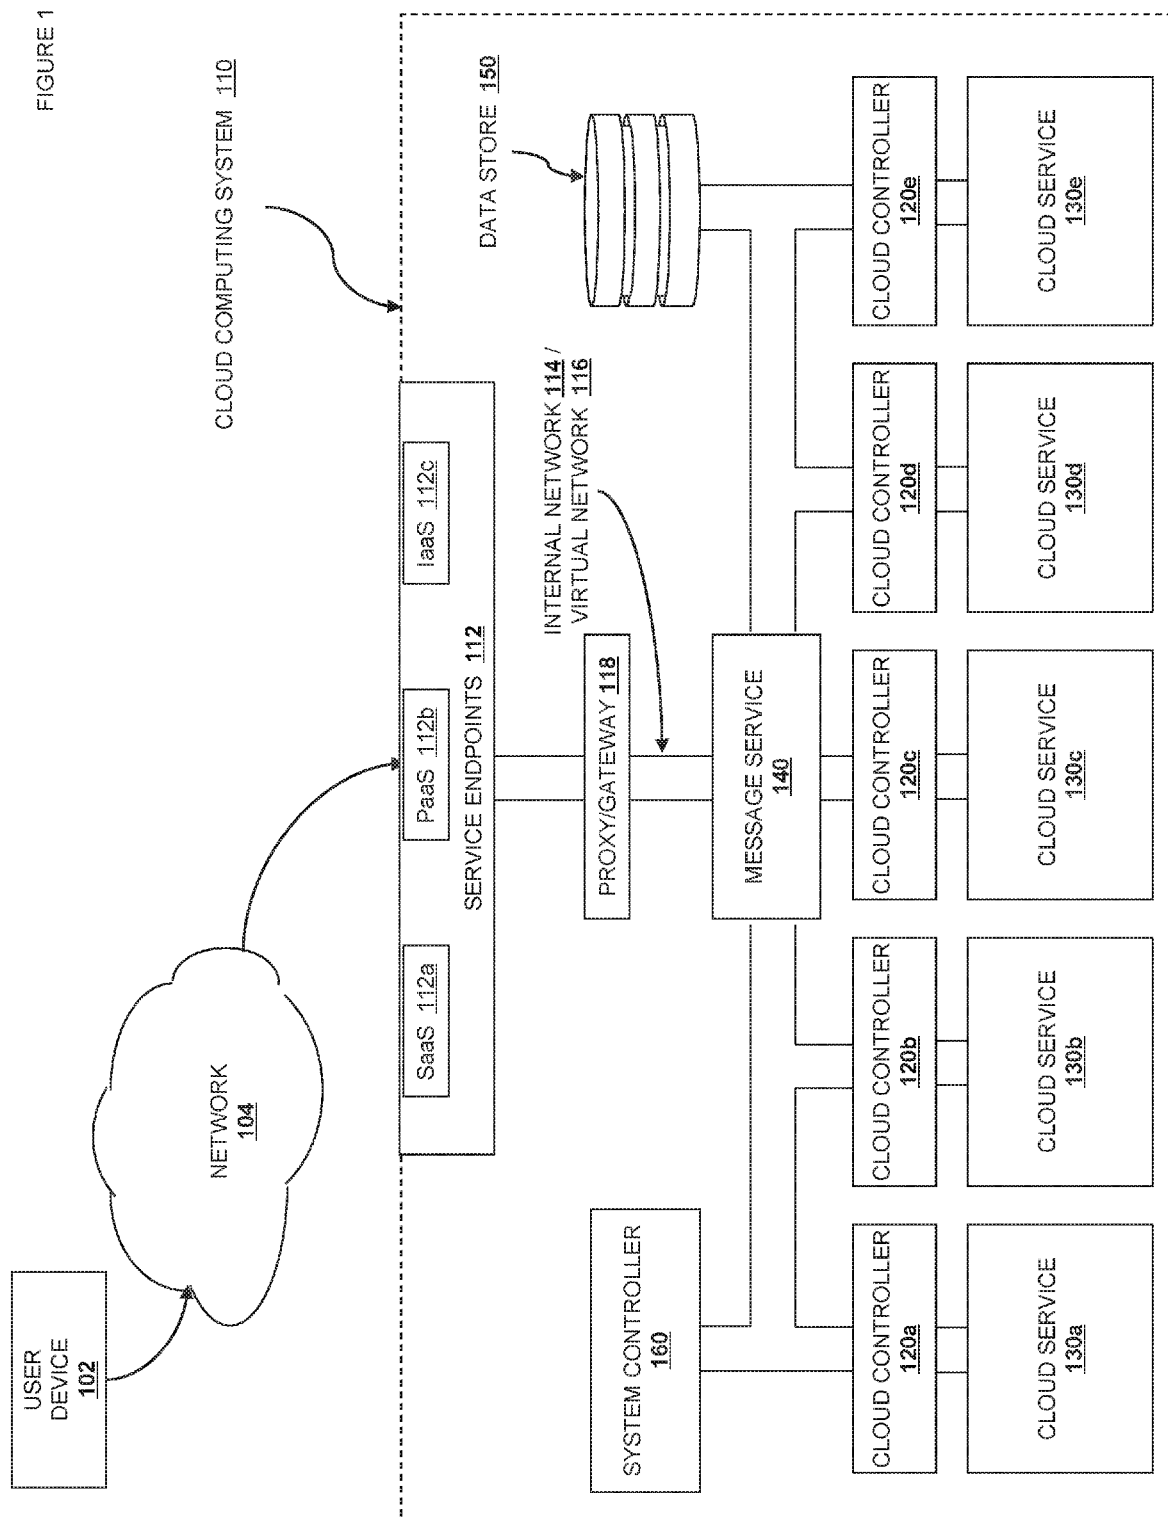 FIGURE 1
USER
DEVICE
102
NETWORK
104
CLOUD COMPUTING SYSTEM 110
SaaS 112a
PaaS 112b
IaaS 112c
SERVICE ENDPOINTS 112
DATA STORE 150
INTERNAL NETWORK 114 /
VIRTUAL NETWORK 116
PROXY/GATEWAY 118
SYSTEM CONTROLLER
160
MESSAGE SERVICE
140
CLOUD CONTROLLER
120a
CLOUD CONTROLLER
120b
CLOUD CONTROLLER
120c
CLOUD CONTROLLER
120d
CLOUD CONTROLLER
120e
CLOUD SERVICE
130a
CLOUD SERVICE
130b
CLOUD SERVICE
130c
CLOUD SERVICE
130d
CLOUD SERVICE
130e